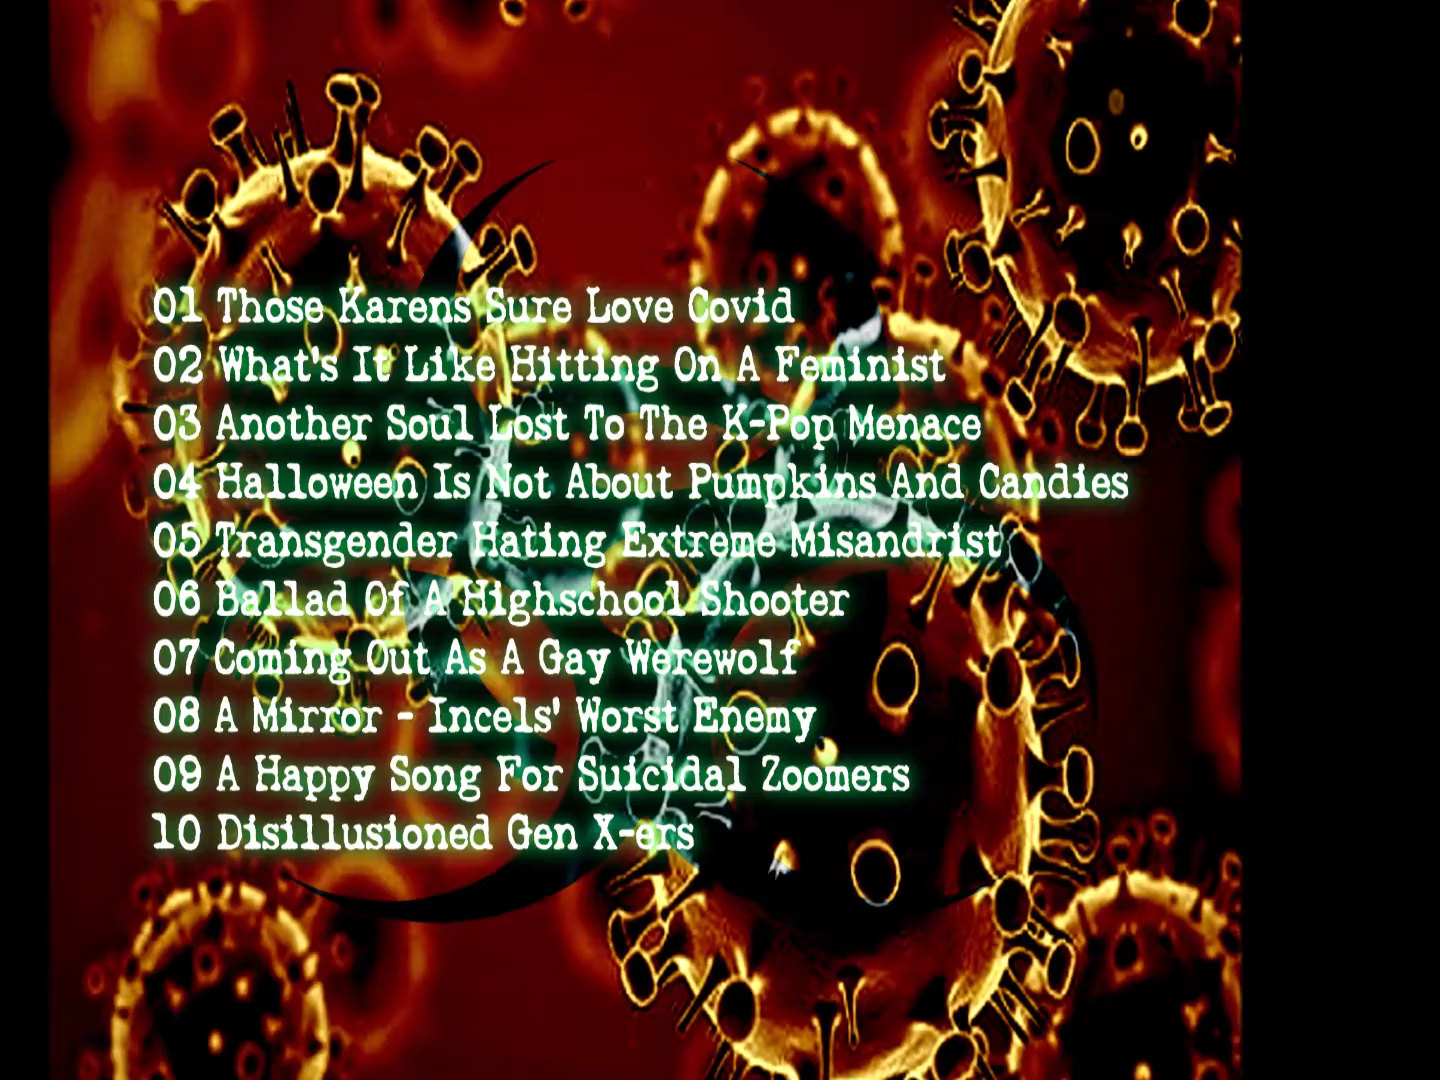 01 Those Karens Sure Love Covid
02 What's It Like Hitting On A Feminist
03 Another Soul Lost To The K-Pop Menace
04 Halloween Is Not About Pumpkins And Candies
05 Transgender Hating Extreme Misandrist
06 Ballad Of A Highschool Shooter
07 Coming Out As A Gay Werewolf
08 A Mirror - Incels' Worst Enemy
09 A Happy Song For Suicidal Zoomers
10 Disillusioned Gen X-ers